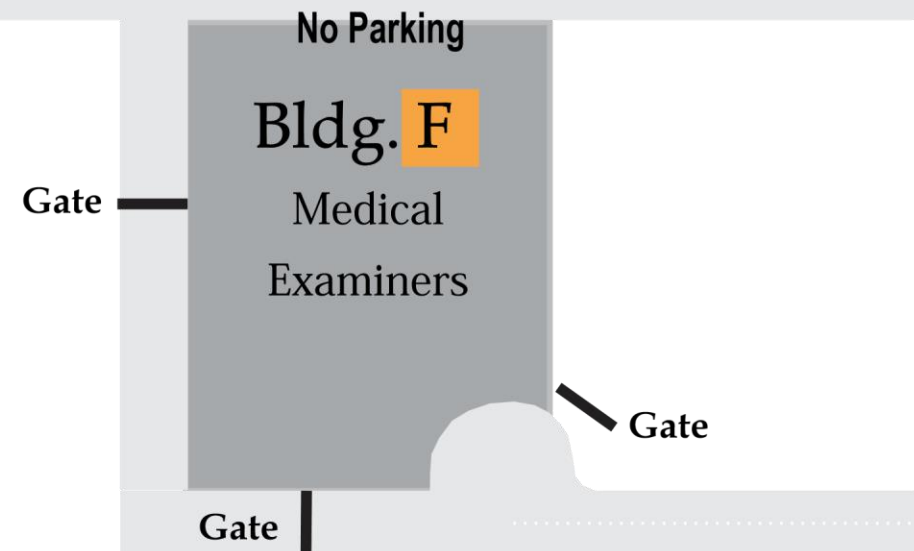 No Parking
Bldg. F
Gate
Medical
Examiners
Gate
Gate